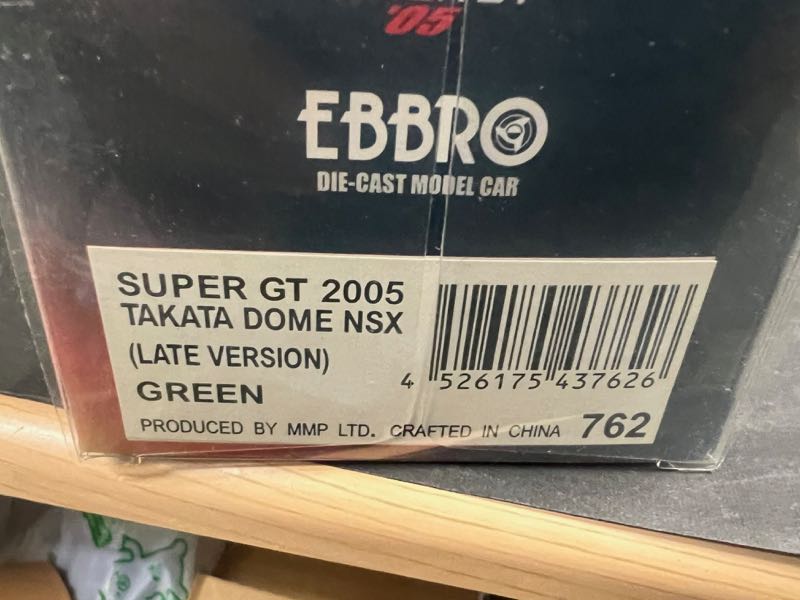 '05
EBBRO
DIE-CAST MODEL CAR
SUPER GT 2005
TAKATA DOME NSX
(LATE VERSION)
GREEN
4 526175 437626
PRODUCED BY MMP LTD. CRAFTED IN CHINA 762